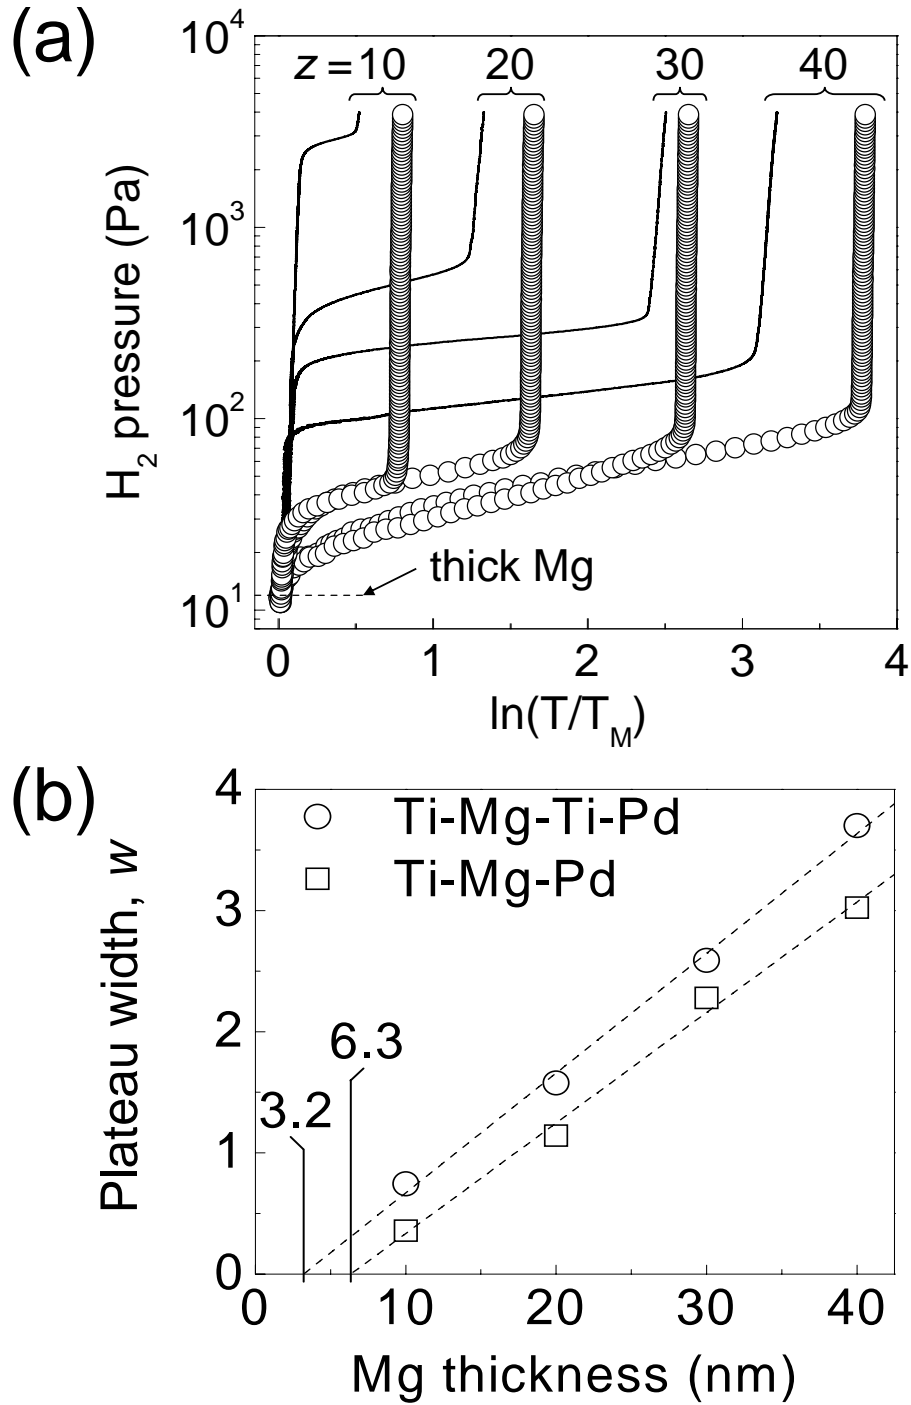 (a)
z = 10 20 30 40
10⁴
10³
10²
10¹
H₂ pressure (Pa)
thick Mg
0 1 2 3 4
ln(T/T_M)
(b)
Ti-Mg-Ti-Pd
Ti-Mg-Pd
4
3
2
1
0
Plateau width, w
6.3
3.2
0 10 20 30 40
Mg thickness (nm)